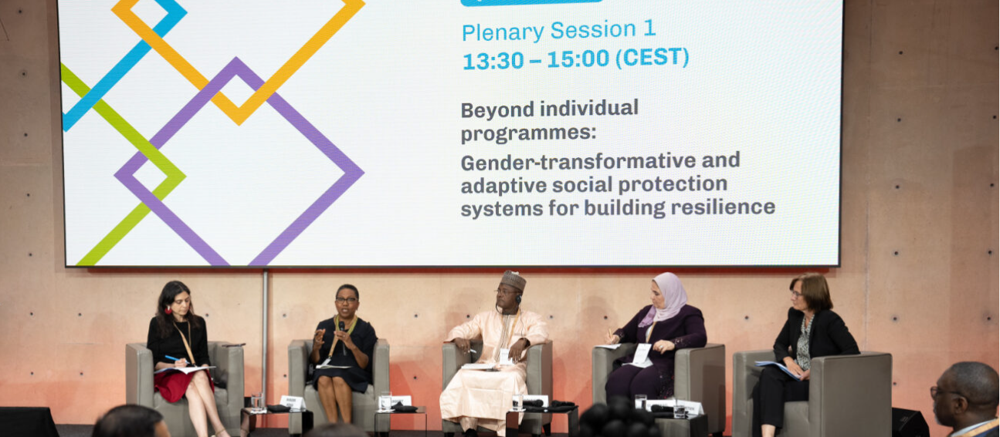 Plenary Session 1
13:30 – 15:00 (CEST)
Beyond individual
programmes:
Gender-transformative and
adaptive social protection
systems for building resilience